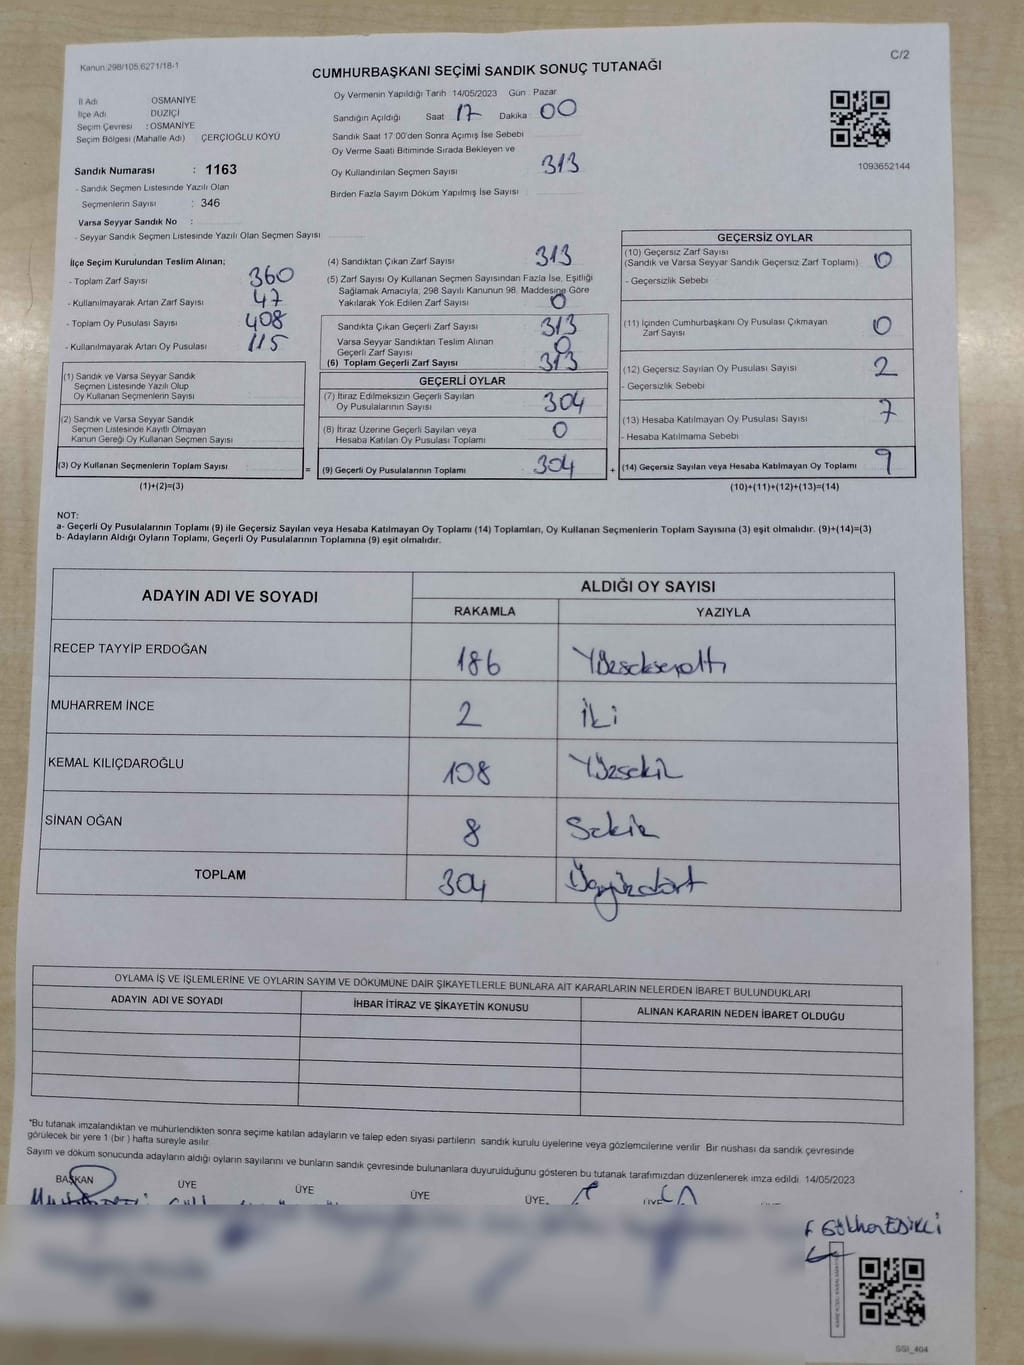 Kanun.298/105,6271/18-1
C/2
CUMHURBAŞKANI SEÇİMİ SANDIK SONUÇ TUTANAĞI
İl Adı OSMANİYE
İlçe Adı DÜZİÇİ
Seçim Çevresi : OSMANİYE
Seçim Bölgesi (Mahalle Adı) ÇERÇİOĞLU KÖYÜ
Sandık Numarası : 1163
- Sandık Seçmen Listesinde Yazılı Olan
Seçmenlerin Sayısı : 346
Varsa Seyyar Sandık No :
- Seyyar Sandık Seçmen Listesinde Yazılı Olan Seçmen Sayısı
Oy Vermenin Yapıldığı Tarih 14/05/2023 Gün : Pazar
Sandığın Açıldığı Saat 17 Dakika 00
Sandık Saat 17:00'den Sonra Açımış İse Sebebi
Oy Verme Saati Bitiminde Sırada Bekleyen ve
Oy Kullandırılan Seçmen Sayısı 313
Birden Fazla Sayım Döküm Yapılmış İse Sayısı
1093652144
İlçe Seçim Kurulundan Teslim Alınan;
- Toplam Zarf Sayısı 360
- Kullanılmayarak Artan Zarf Sayısı 47
- Toplam Oy Pusulası Sayısı 408
- Kullanılmayarak Artan Oy Pusulası 115
(1) Sandık ve Varsa Seyyar Sandık
Seçmen Listesinde Yazılı Olup
Oy Kullanan Seçmenlerin Sayısı
(2) Sandık ve Varsa Seyyar Sandık
Seçmen Listesinde Kayıtlı Olmayan
Kanun Gereği Oy Kullanan Seçmen Sayısı
(3) Oy Kullanan Seçmenlerin Toplam Sayısı
(1)+(2)=(3)
(4) Sandıktan Çıkan Zarf Sayısı 313
(5) Zarf Sayısı Oy Kullanan Seçmen Sayısından Fazla İse, Eşitliği
Sağlamak Amacıyla, 298 Sayılı Kanunun 98. Maddesine Göre
Yakılarak Yok Edilen Zarf Sayısı 0
Sandıkta Çıkan Geçerli Zarf Sayısı 313
Varsa Seyyar Sandıktan Teslim Alınan
Geçerli Zarf Sayısı 0
(6) Toplam Geçerli Zarf Sayısı 313
GEÇERLİ OYLAR
(7) İtiraz Edilmeksizin Geçerli Sayılan
Oy Pusulalarının Sayısı 304
(8) İtiraz Üzerine Geçerli Sayılan veya
Hesaba Katılan Oy Pusulası Toplamı 0
= (9) Geçerli Oy Pusulalarının Toplamı 304 +
GEÇERSİZ OYLAR
(10) Geçersiz Zarf Sayısı
(Sandık ve Varsa Seyyar Sandık Geçersiz Zarf Toplamı) 0
- Geçersizlik Sebebi
(11) İçinden Cumhurbaşkanı Oy Pusulası Çıkmayan
Zarf Sayısı 0
(12) Geçersiz Sayılan Oy Pusulası Sayısı 2
- Geçersizlik Sebebi
(13) Hesaba Katılmayan Oy Pusulası Sayısı 7
- Hesaba Katılmama Sebebi
(14) Geçersiz Sayılan veya Hesaba Katılmayan Oy Toplamı 9
(10)+(11)+(12)+(13)=(14)
NOT:
a- Geçerli Oy Pusulalarının Toplamı (9) ile Geçersiz Sayılan veya Hesaba Katılmayan Oy Toplamı (14) Toplamları, Oy Kullanan Seçmenlerin Toplam Sayısına (3) eşit olmalıdır. (9)+(14)=(3)
b- Adayların Aldığı Oyların Toplamı, Geçerli Oy Pusulalarının Toplamına (9) eşit olmalıdır.
ADAYIN ADI VE SOYADI ALDIĞI OY SAYISI
RAKAMLA YAZIYLA
RECEP TAYYİP ERDOĞAN 186 Yüzseksenaltı
MUHARREM İNCE 2 İki
KEMAL KILIÇDAROĞLU 108 Yüzsekiz
SİNAN OĞAN 8 Sekiz
TOPLAM 304 Üçyüzdört
OYLAMA İŞ VE İŞLEMLERİNE VE OYLARIN SAYIM VE DÖKÜMÜNE DAİR ŞİKAYETLERLE BUNLARA AİT KARARLARIN NELERDEN İBARET BULUNDUKLARI
ADAYIN ADI VE SOYADI İHBAR İTİRAZ VE ŞİKAYETİN KONUSU ALINAN KARARIN NEDEN İBARET OLDUĞU
*Bu tutanak imzalandıktan ve mühürlendikten sonra seçime katılan adayların ve talep eden siyasi partilerin sandık kurulu üyelerine veya gözlemcilerine verilir. Bir nüshası da sandık çevresinde
görülecek bir yere 1 (bir ) hafta süreyle asılır.
Sayım ve döküm sonucunda adayların aldığı oyların sayılarını ve bunların sandık çevresinde bulunanlara duyurulduğunu gösteren bu tutanak tarafımızdan düzenlenerek imza edildi. 14/05/2023
BAŞKAN ÜYE ÜYE ÜYE ÜYE ÜYE
SSI_404